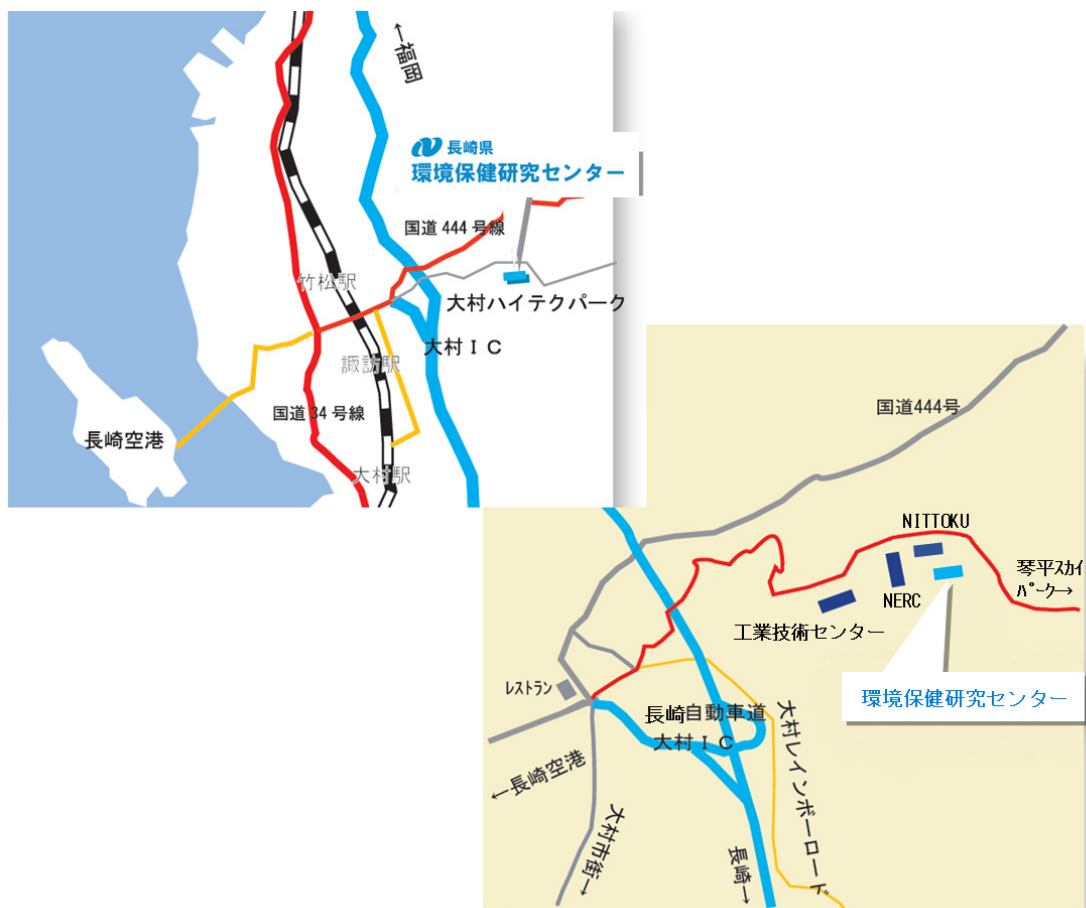 ←福岡
長崎県
環境保健研究センター
国道 444 号線
竹松駅
大村ハイテクパーク
大村ＩＣ
諏訪駅
国道 34 号線
長崎空港
大村駅
国道444号
NITTOKU
琴平ｽｶｲ
ﾊﾟｰｸ→
NERC
工業技術センター
ﾚｽﾄﾗﾝ
環境保健研究センター
長崎自動車道
大村ＩＣ
←長崎空港
大村レインボーロード
大村市街→
長崎→